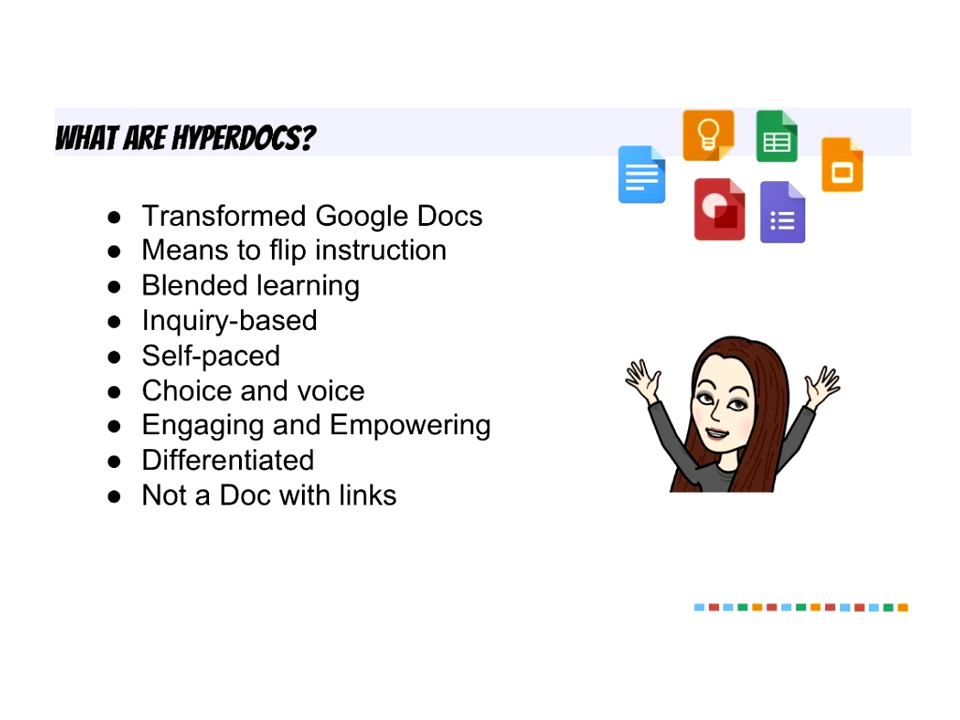 WHAT ARE HYPERDOCS?
● Transformed Google Docs
● Means to flip instruction
● Blended learning
● Inquiry-based
● Self-paced
● Choice and voice
● Engaging and Empowering
● Differentiated
● Not a Doc with links